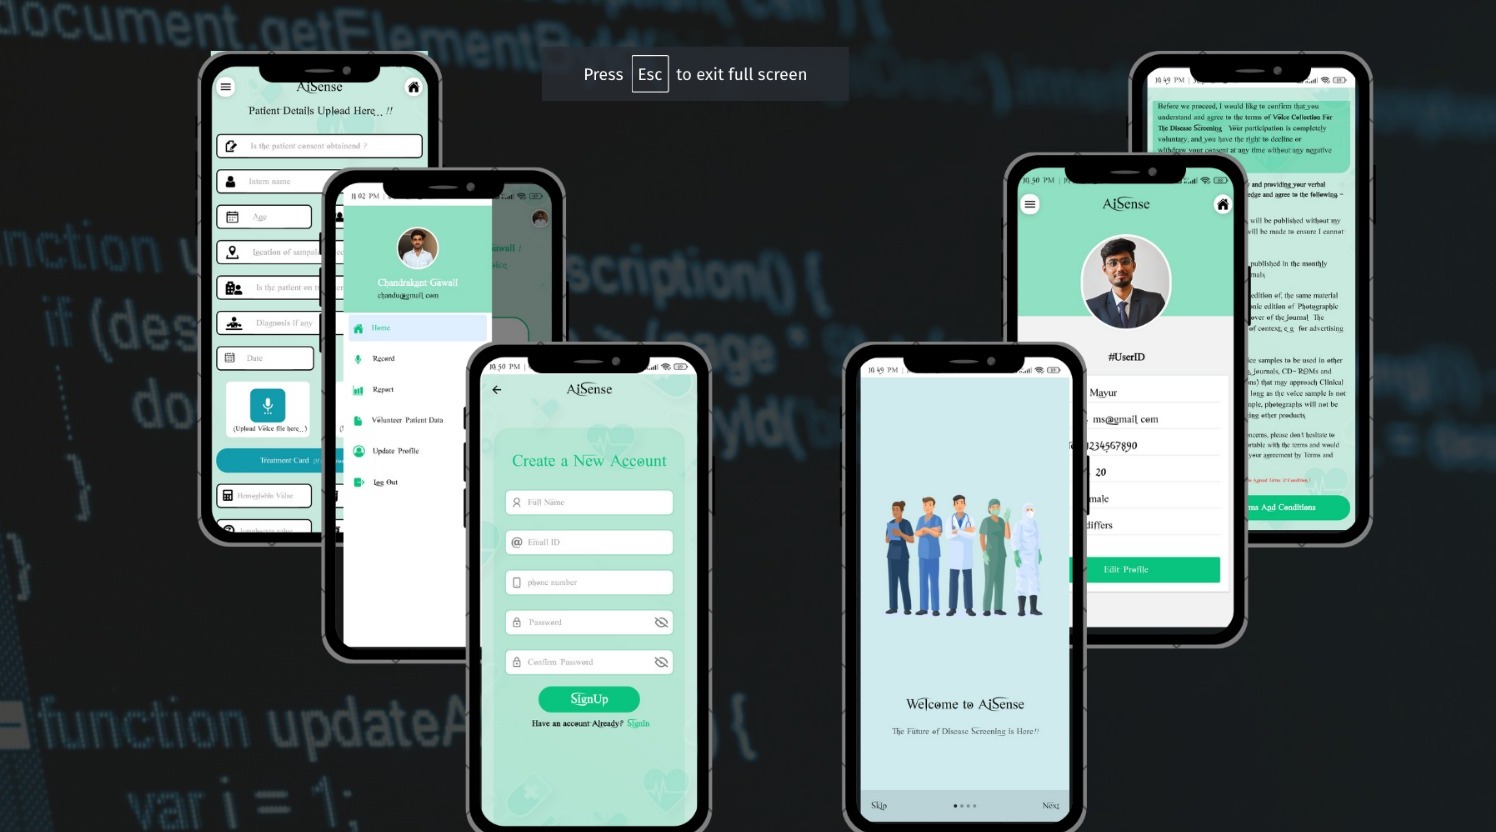 document.getElement
Press Esc to exit full screen
function updateA
var i = 1;
AiSense
Patient Details Upload Here... !!
Is the patient consent obtainend ?
Intern name
Age
Location of sampal
Is the patient on
Diagnosis if any
Date
(Upload Voice file here...)
Treatment Card
Hemoglobin Value
11:02 PM
Chandrakant Gawali
chandu@gmail.com
Home
Record
Report
Volunteer Patient Data
Update Profile
Log Out
10:50 PM
AiSense
Create a New Account
Full Name
Email ID
phone number
Password
Confirm Password
SignUp
Have an account Already? SignIn
10:49 PM
Welcome to AiSense
The Future of Disease Screening is Here!!
Skip
Next
10:50 PM
AiSense
#UserID
Mayur
ms@gmail.com
1234567890
20
male
differs
Edit Profile
10:49 PM
Before we proceed, I would like to confirm that you
understand and agree to the terms of Voice Collection For
The Disease Screening. Your participation is completely
voluntary, and you have the right to decline or
withdraw your consent at any time without any negative
and providing your verbal
edge and agree to the following -
will be published without my
will be made to ensure I cannot
published in the monthly
edition of, the same material
onic edition of Photographic
over of the journal. The
of context, e.g. for advertising
ice samples to be used in other
journals, CD-ROMs and
ons) that may approach Clinical
long as the voice sample is not
mple, photographs will not be
ing other products.
oncerns, please don't hesitate to
ortable with the terms and would
your agreement by Terms and
ms And Conditions